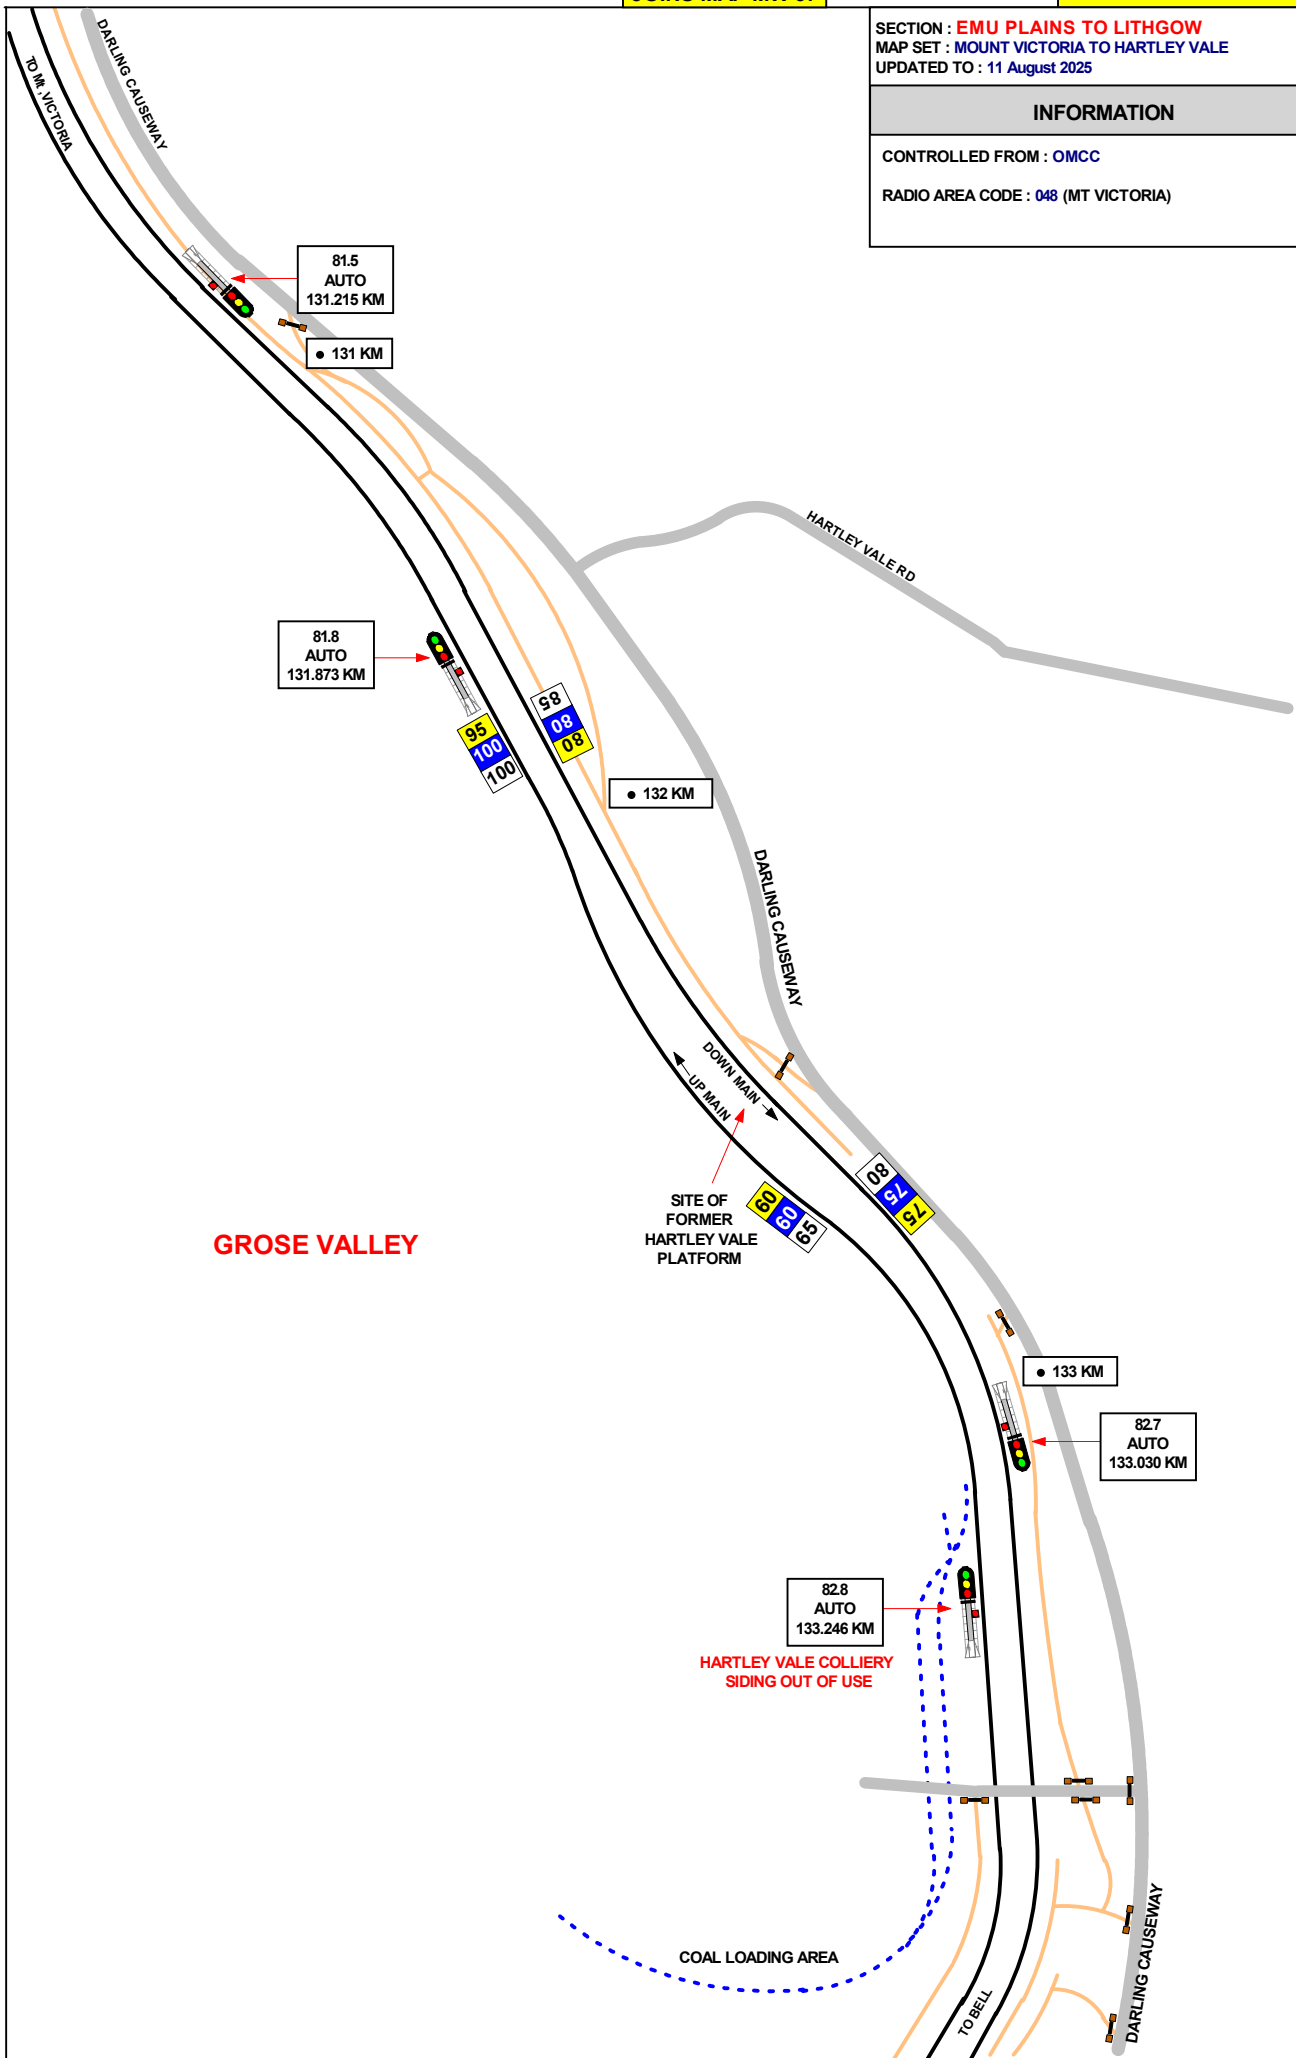 SECTION : EMU PLAINS TO LITHGOW
MAP SET : MOUNT VICTORIA TO HARTLEY VALE
UPDATED TO : 11 August 2025
INFORMATION
CONTROLLED FROM : OMCC
RADIO AREA CODE : 048 (MT VICTORIA)
DARLING CAUSEWAY
TO Mt ,VICTORIA
81.5
AUTO
131.215 KM
● 131 KM
HARTLEY VALE RD
81.8
AUTO
131.873 KM
85
80
80
95
100
100
● 132 KM
DARLING CAUSEWAY
DOWN MAIN
UP MAIN
80
75
75
60
60
65
SITE OF
FORMER
HARTLEY VALE
PLATFORM
GROSE VALLEY
● 133 KM
82.7
AUTO
133.030 KM
82.8
AUTO
133.246 KM
HARTLEY VALE COLLIERY
SIDING OUT OF USE
COAL LOADING AREA
DARLING CAUSEWAY
TO BELL